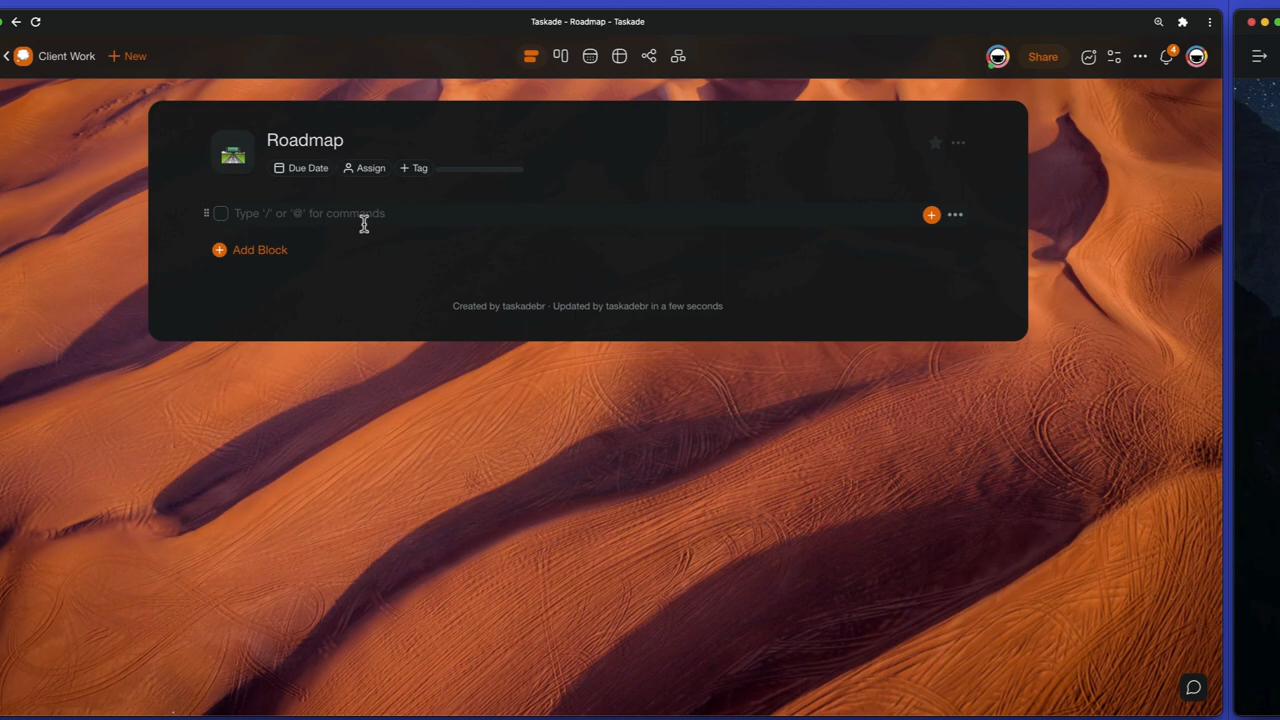 Taskade - Roadmap - Taskade
Client Work
New
Share
4
Roadmap
Due Date
Assign
Tag
Type '/' or '@' for commands
Add Block
Created by taskadebr · Updated by taskadebr in a few seconds